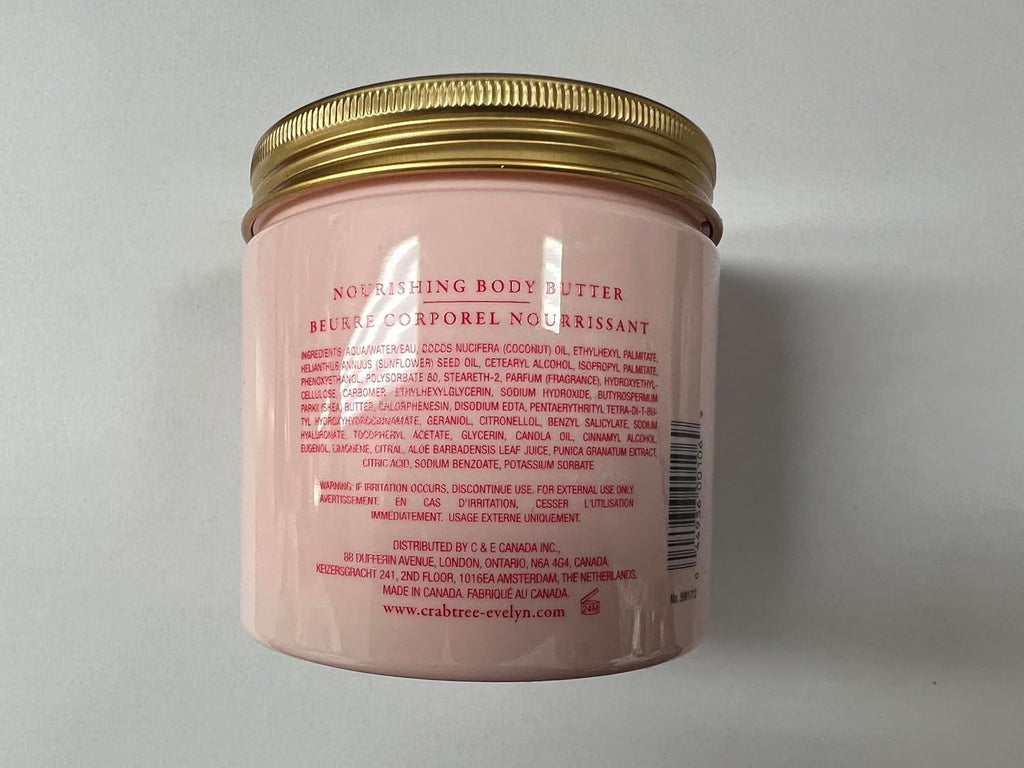 NOURISHING BODY BUTTER
BEURRE CORPOREL NOURRISSANT
INGREDIENTS: AQUA/WATER/EAU, COCOS NUCIFERA (COCONUT) OIL, ETHYLHEXYL PALMITATE,
HELIANTHUS ANNUUS (SUNFLOWER) SEED OIL, CETEARYL ALCOHOL, ISOPROPYL PALMITATE,
PHENOXYETHANOL, POLYSORBATE 60, STEARETH-2, PARFUM (FRAGRANCE), HYDROXYETHYL-
CELLULOSE, CARBOMER, ETHYLHEXYLGLYCERIN, SODIUM HYDROXIDE, BUTYROSPERMUM
PARKII (SHEA) BUTTER, CHLORPHENESIN, DISODIUM EDTA, PENTAERYTHRITYL TETRA-DI-T-BU-
TYL HYDROXYHYDROCINNAMATE, GERANIOL, CITRONELLOL, BENZYL SALICYLATE, SODIUM
HYALURONATE, TOCOPHERYL ACETATE, GLYCERIN, CANOLA OIL, CINNAMYL ALCOHOL,
EUGENOL, LIMONENE, CITRAL, ALOE BARBADENSIS LEAF JUICE, PUNICA GRANATUM EXTRACT,
CITRIC ACID, SODIUM BENZOATE, POTASSIUM SORBATE
WARNING: IF IRRITATION OCCURS, DISCONTINUE USE. FOR EXTERNAL USE ONLY
AVERTISSEMENT. EN CAS D'IRRITATION, CESSER L'UTILISATION
IMMÉDIATEMENT. USAGE EXTERNE UNIQUEMENT.
DISTRIBUTED BY C & E CANADA INC.,
88 DUFFERIN AVENUE, LONDON, ONTARIO, N6A 4G4, CANADA,
KEIZERSGRACHT 241, 2ND FLOOR, 1016EA AMSTERDAM, THE NETHERLANDS.
MADE IN CANADA. FABRIQUÉ AU CANADA.
www.crabtree-evelyn.com
24M